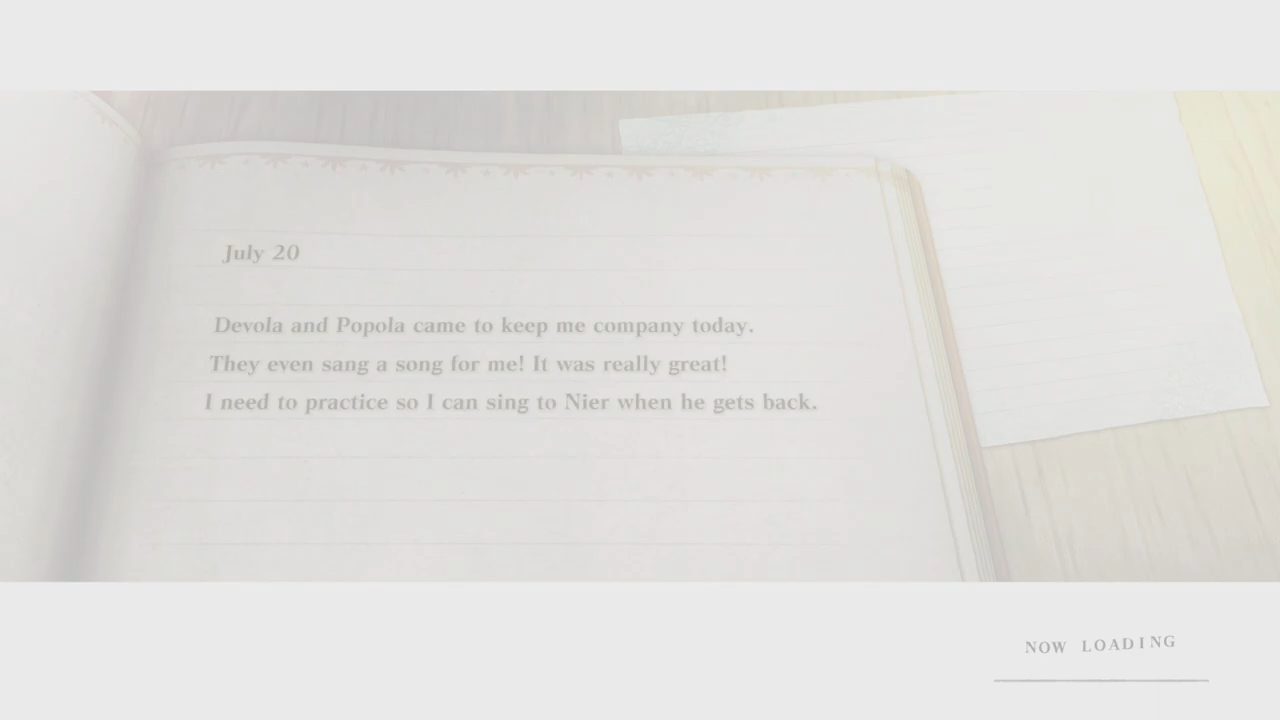 July 20
Devola and Popola came to keep me company today.
They even sang a song for me! It was really great!
I need to practice so I can sing to Nier when he gets back.
NOW LOADING